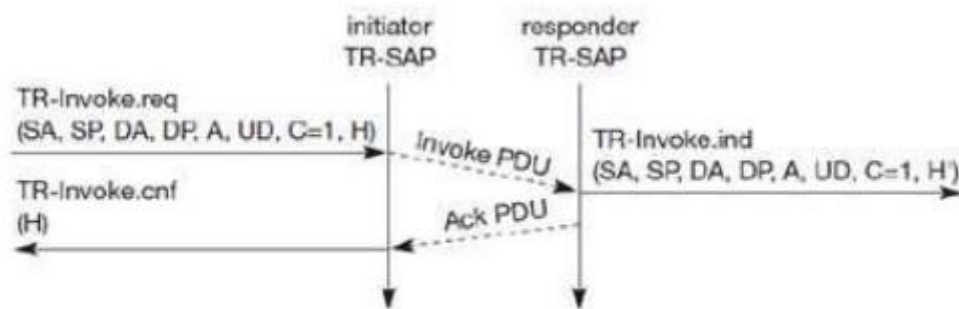 initiator
TR-SAP
responder
TR-SAP
TR-Invoke.req
(SA, SP, DA, DP, A, UD, C=1, H)
Invoke PDU
TR-Invoke.ind
(SA, SP, DA, DP, A, UD, C=1, H')
TR-Invoke.cnf
(H)
Ack PDU